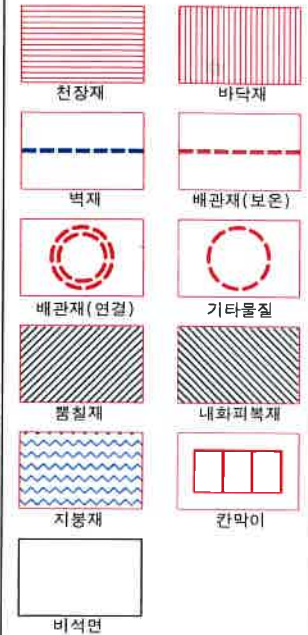 천장재
바닥재
벽재
배관재(보온)
배관재(연결)
기타물질
뿜칠재
내화피복재
지붕재
칸막이
비석면